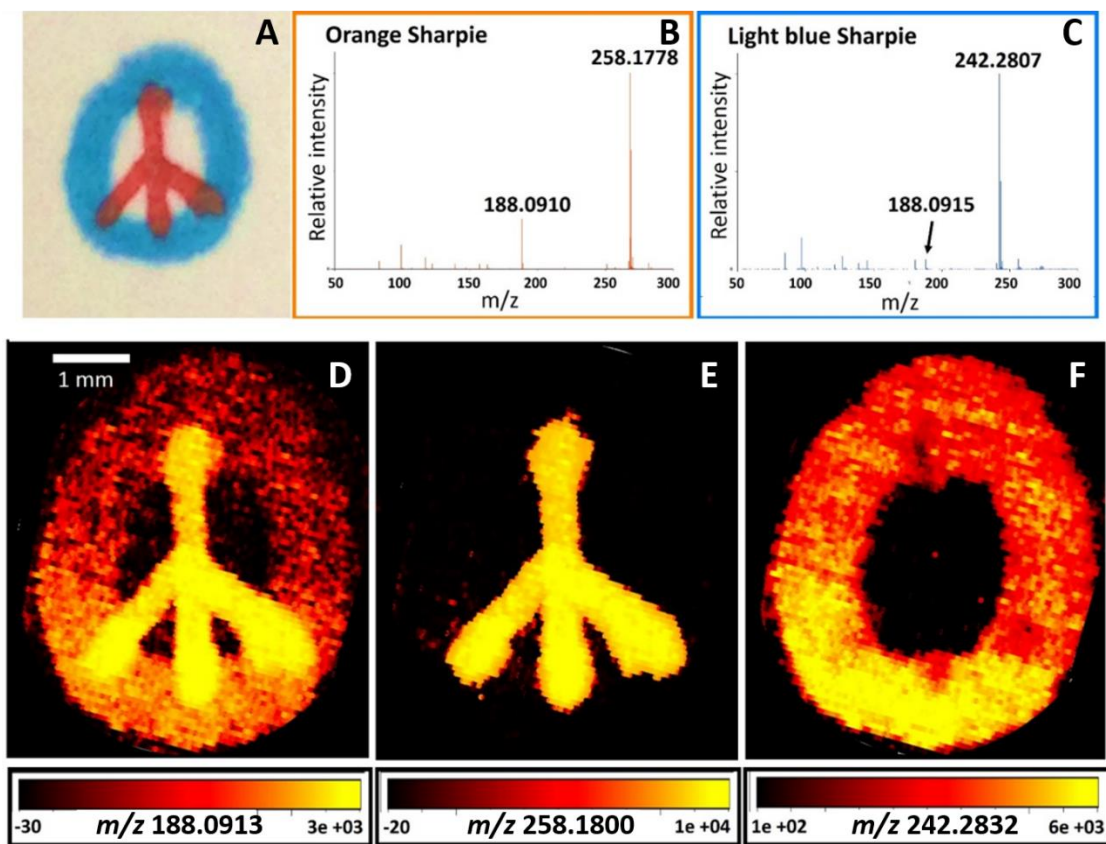 A
Orange Sharpie
B
258.1778
188.0910
Relative intensity
50 100 150 200 250 300
m/z
Light blue Sharpie
C
242.2807
188.0915
Relative intensity
50 100 150 200 250 300
m/z
1 mm
D
E
F
-30 m/z 188.0913 3e+03
-20 m/z 258.1800 1e+04
1e+02 m/z 242.2832 6e+03